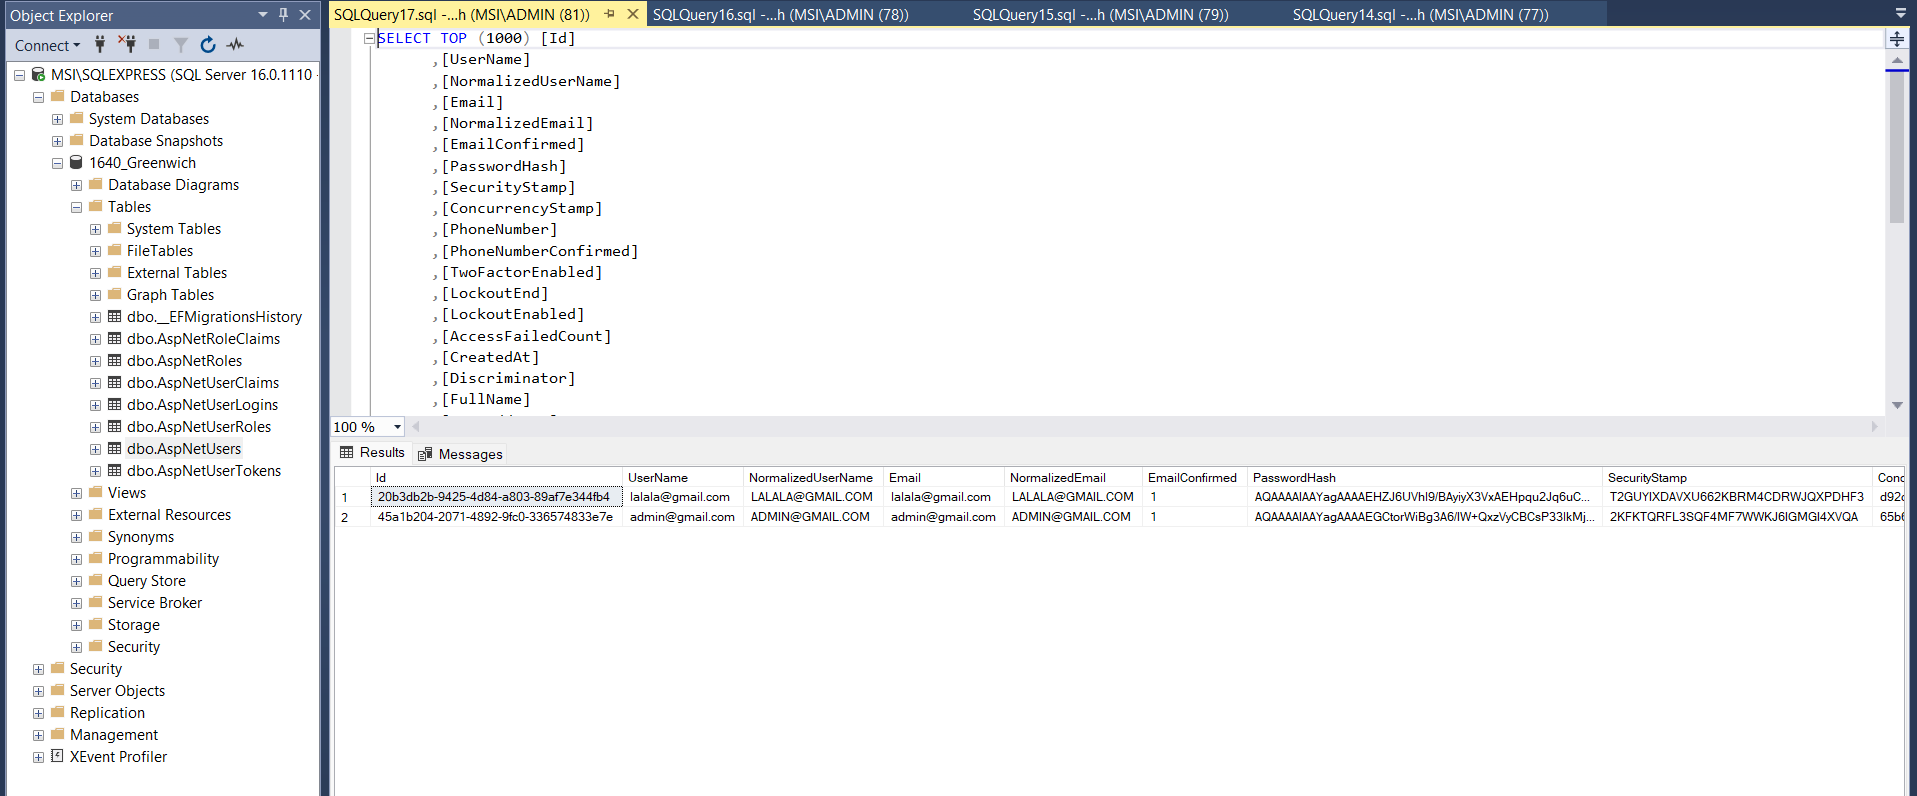 Object Explorer
Connect
MSI\SQLEXPRESS (SQL Server 16.0.1110 -
Databases
System Databases
Database Snapshots
1640_Greenwich
Database Diagrams
Tables
System Tables
FileTables
External Tables
Graph Tables
dbo.__EFMigrationsHistory
dbo.AspNetRoleClaims
dbo.AspNetRoles
dbo.AspNetUserClaims
dbo.AspNetUserLogins
dbo.AspNetUserRoles
dbo.AspNetUsers
dbo.AspNetUserTokens
Views
External Resources
Synonyms
Programmability
Query Store
Service Broker
Storage
Security
Security
Server Objects
Replication
Management
XEvent Profiler
SQLQuery17.sql -...h (MSI\ADMIN (81)) SQLQuery16.sql -...h (MSI\ADMIN (78)) SQLQuery15.sql -...h (MSI\ADMIN (79)) SQLQuery14.sql -...h (MSI\ADMIN (77))
SELECT TOP (1000) [Id]
,[UserName]
,[NormalizedUserName]
,[Email]
,[NormalizedEmail]
,[EmailConfirmed]
,[PasswordHash]
,[SecurityStamp]
,[ConcurrencyStamp]
,[PhoneNumber]
,[PhoneNumberConfirmed]
,[TwoFactorEnabled]
,[LockoutEnd]
,[LockoutEnabled]
,[AccessFailedCount]
,[CreatedAt]
,[Discriminator]
,[FullName]
100 %
Results Messages
Id UserName NormalizedUserName Email NormalizedEmail EmailConfirmed PasswordHash SecurityStamp Conc
1 20b3db2b-9425-4d84-a803-89af7e344fb4 lalala@gmail.com LALALA@GMAIL.COM lalala@gmail.com LALALA@GMAIL.COM 1 AQAAAAIAAYagAAAAEHZJ6UVhI9/BAyiyX3VxAEHpqu2Jq6uC... T2GUYIXDAVXU662KBRM4CDRWJQXPDHF3 d92c
2 45a1b204-2071-4892-9fc0-336574833e7e admin@gmail.com ADMIN@GMAIL.COM admin@gmail.com ADMIN@GMAIL.COM 1 AQAAAAIAAYagAAAAEGCtorWiBg3A6/IW+QxzVyCBCsP33IkMj... 2KFKTQRFL3SQF4MF7WWKJ6IGMGI4XVQA 65b6